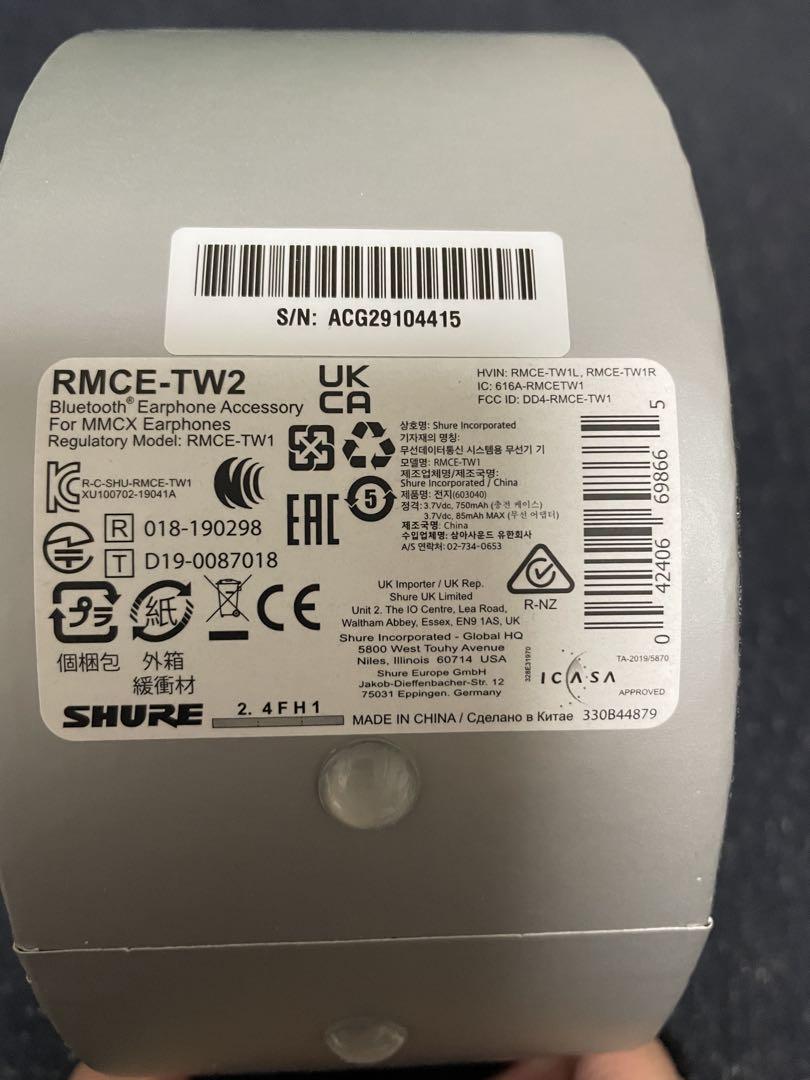 S/N: ACG29104415
RMCE-TW2
Bluetooth® Earphone Accessory
For MMCX Earphones
Regulatory Model: RMCE-TW1
UK
CA
HVIN: RMCE-TW1L, RMCE-TW1R
IC: 616A-RMCETW1
FCC ID: DD4-RMCE-TW1
R-C-SHU-RMCE-TW1
XU100702-19041A
R 018-190298
T D19-0087018
EAC
5
상호명: Shure Incorporated
기자재의 명칭:
무선데이터통신 시스템용 무선기기
모델명: RMCE-TW1
제조업체명/제조국명:
Shure Incorporated / China
제품명: 전지(603040)
정격: 3.7Vdc, 750mAh (충전 케이스)
3.7Vdc, 85mAh MAX (무선 어댑터)
제조국명: China
수입업체명: 삼아사운드 유한회사
A/S 연락처: 02-734-0653
0 42406 69866 5
プラ
紙
CE
個梱包
外箱
緩衝材
UK Importer / UK Rep.
Shure UK Limited
Unit 2. The IO Centre, Lea Road,
Waltham Abbey, Essex, EN9 1AS, UK
R-NZ
Shure Incorporated - Global HQ
5800 West Touhy Avenue
Niles, Illinois 60714 USA
Shure Europe GmbH
Jakob-Dieffenbacher-Str. 12
75031 Eppingen. Germany
328E31970
TA-2019/5870
ICASA
APPROVED
SHURE
2. 4FH1
MADE IN CHINA / Сделано в Китае 330B44879